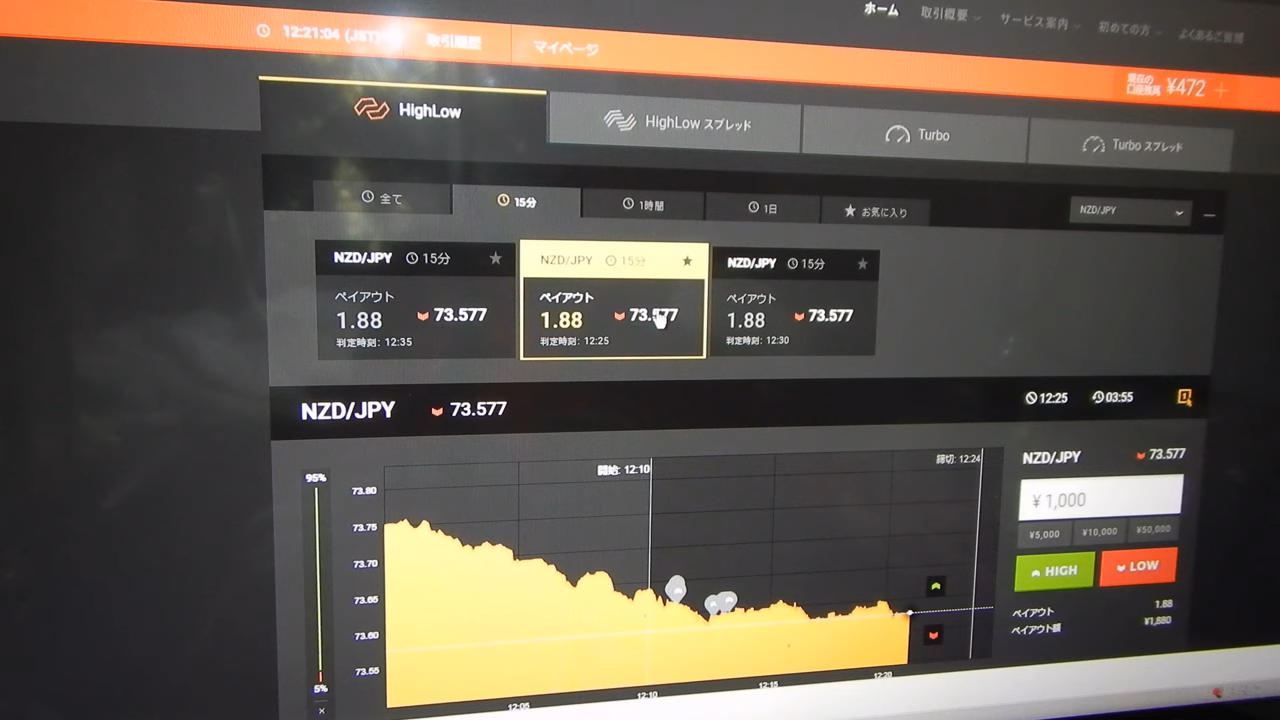 ホーム 取引概要 サービス案内 初めての方 よくあるご質問
12:21:04 (JST) 取引履歴 マイページ
現在の
口座残高 ¥472 +
HighLow HighLow スプレッド Turbo Turbo スプレッド
全て 15分 1時間 1日 お気に入り NZD/JPY
NZD/JPY 15分 NZD/JPY 15分 NZD/JPY 15分
ペイアウト ペイアウト ペイアウト
1.88 73.577 1.88 73.577 1.88 73.577
判定時刻: 12:35 判定時刻: 12:25 判定時刻: 12:30
NZD/JPY 73.577 12:25 03:55
95% 開始: 12:10 締切: 12:24 NZD/JPY 73.577
73.80
¥ 1,000
73.75
¥5,000 ¥10,000 ¥50,000
73.70
HIGH LOW
73.65
ペイアウト 1.88
ペイアウト額 ¥1,880
73.60
73.55
5%
12:05 12:10 12:15 12:20